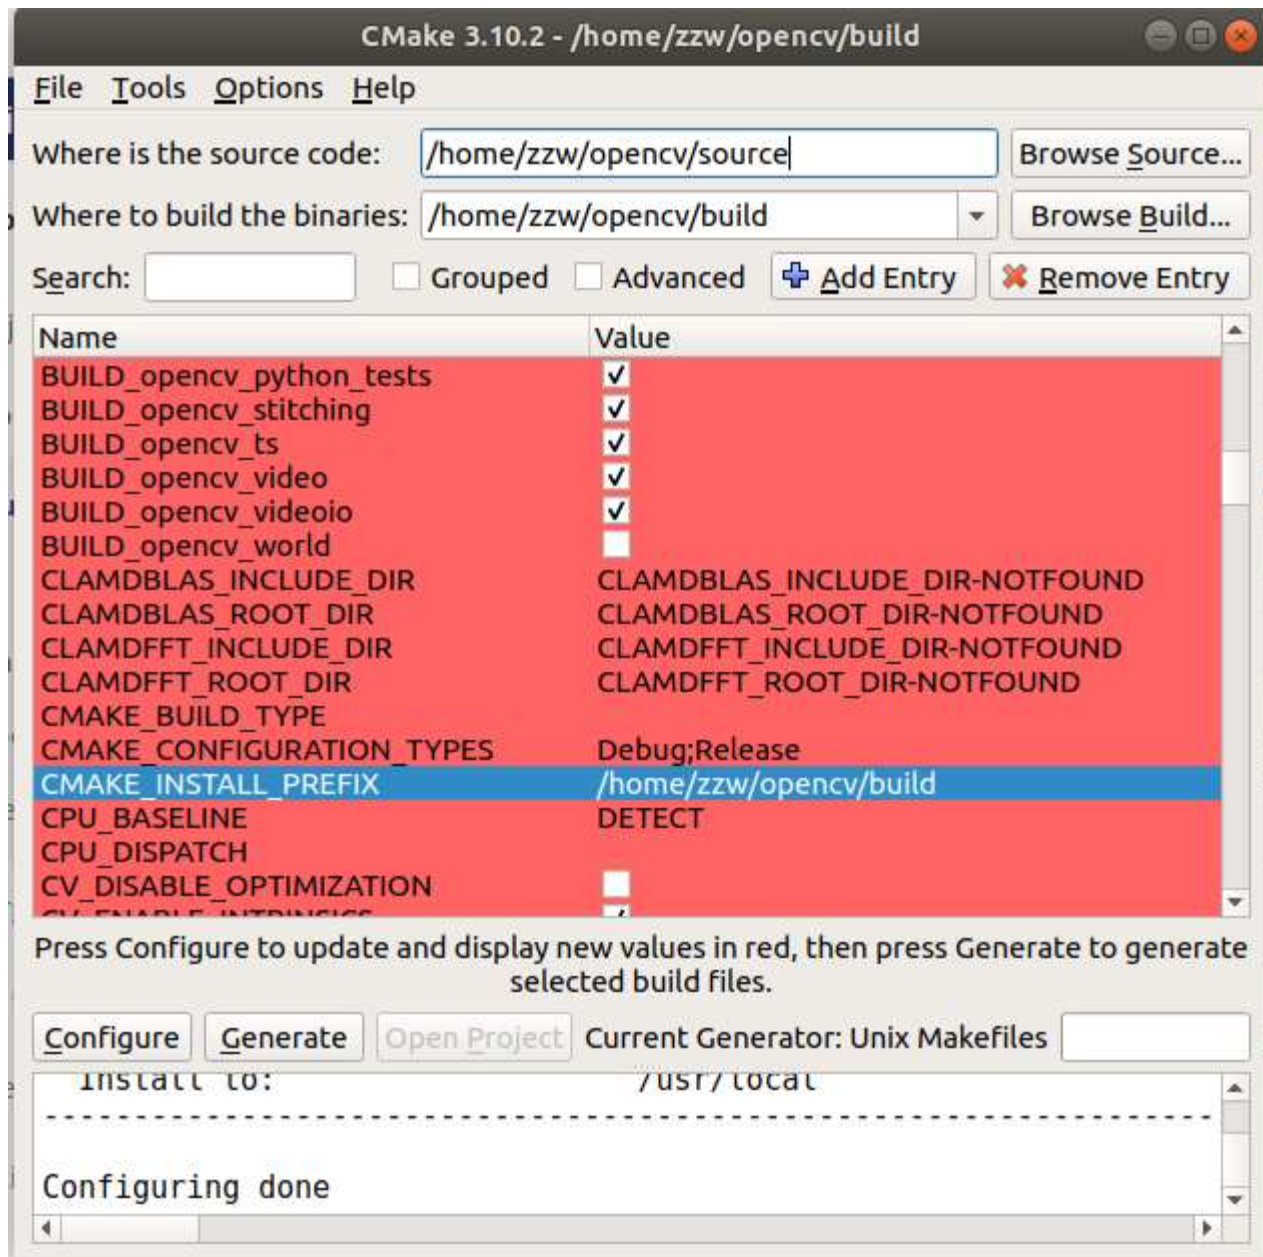 CMake 3.10.2 - /home/zzw/opencv/build
File Tools Options Help
Where is the source code: /home/zzw/opencv/source Browse Source...
Where to build the binaries: /home/zzw/opencv/build Browse Build...
Search: Grouped Advanced Add Entry Remove Entry
Name Value
BUILD_opencv_python_tests
BUILD_opencv_stitching
BUILD_opencv_ts
BUILD_opencv_video
BUILD_opencv_videoio
BUILD_opencv_world
CLAMDBLAS_INCLUDE_DIR CLAMDBLAS_INCLUDE_DIR-NOTFOUND
CLAMDBLAS_ROOT_DIR CLAMDBLAS_ROOT_DIR-NOTFOUND
CLAMDFFT_INCLUDE_DIR CLAMDFFT_INCLUDE_DIR-NOTFOUND
CLAMDFFT_ROOT_DIR CLAMDFFT_ROOT_DIR-NOTFOUND
CMAKE_BUILD_TYPE
CMAKE_CONFIGURATION_TYPES Debug;Release
CMAKE_INSTALL_PREFIX /home/zzw/opencv/build
CPU_BASELINE DETECT
CPU_DISPATCH
CV_DISABLE_OPTIMIZATION
CV_ENABLE_INTRINSICS
Press Configure to update and display new values in red, then press Generate to generate
selected build files.
Configure Generate Open Project Current Generator: Unix Makefiles
Install to: /usr/local
--------------------------------------------------------------
Configuring done